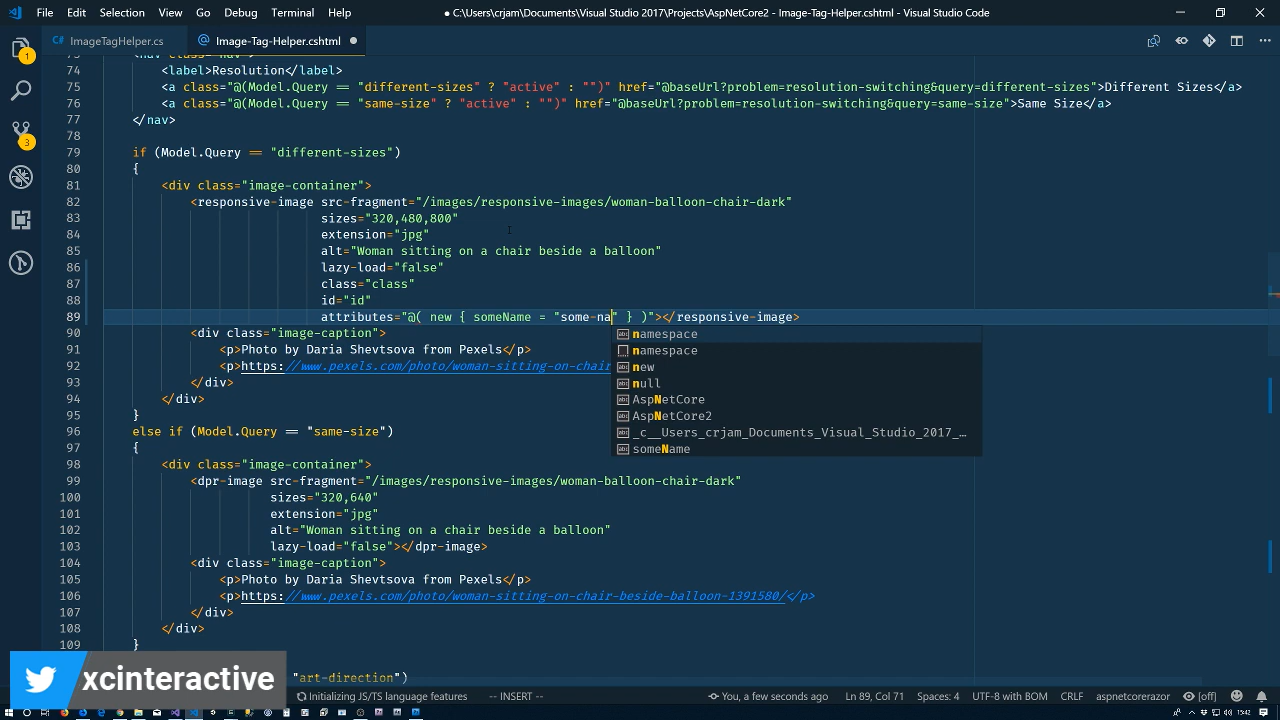 File Edit Selection View Go Debug Terminal Help
● C:\Users\crjam\Documents\Visual Studio 2017\Projects\AspNetCore2 - Image-Tag-Helper.cshtml - Visual Studio Code
C# ImageTagHelper.cs
Image-Tag-Helper.cshtml ●
1
3
74 <label>Resolution</label>
75 <a class="@(Model.Query == "different-sizes" ? "active" : "")" href="@baseUrl?problem=resolution-switching&query=different-sizes">Different Sizes</a>
76 <a class="@(Model.Query == "same-size" ? "active" : "")" href="@baseUrl?problem=resolution-switching&query=same-size">Same Size</a>
77 </nav>
78
79 if (Model.Query == "different-sizes")
80 {
81 <div class="image-container">
82 <responsive-image src-fragment="/images/responsive-images/woman-balloon-chair-dark"
83 sizes="320,480,800"
84 extension="jpg"
85 alt="Woman sitting on a chair beside a balloon"
86 lazy-load="false"
87 class="class"
88 id="id"
89 attributes="@( new { someName = "some-na" } )"></responsive-image>
90 <div class="image-caption">
91 <p>Photo by Daria Shevtsova from Pexels</p>
92 <p>https://www.pexels.com/photo/woman-sitting-on-chair
93 </div>
94 </div>
95 }
namespace
namespace
new
null
AspNetCore
AspNetCore2
_c__Users_crjam_Documents_Visual_Studio_2017_…
someName
96 else if (Model.Query == "same-size")
97 {
98 <div class="image-container">
99 <dpr-image src-fragment="/images/responsive-images/woman-balloon-chair-dark"
100 sizes="320,640"
101 extension="jpg"
102 alt="Woman sitting on a chair beside a balloon"
103 lazy-load="false"></dpr-image>
104 <div class="image-caption">
105 <p>Photo by Daria Shevtsova from Pexels</p>
106 <p>https://www.pexels.com/photo/woman-sitting-on-chair-beside-balloon-1391580/</p>
107 </div>
108 </div>
109 }
"art-direction")
xcinteractive
Initializing JS/TS language features -- INSERT -- You, a few seconds ago Ln 89, Col 71 Spaces: 4 UTF-8 with BOM CRLF aspnetcorerazor [off]
15:42